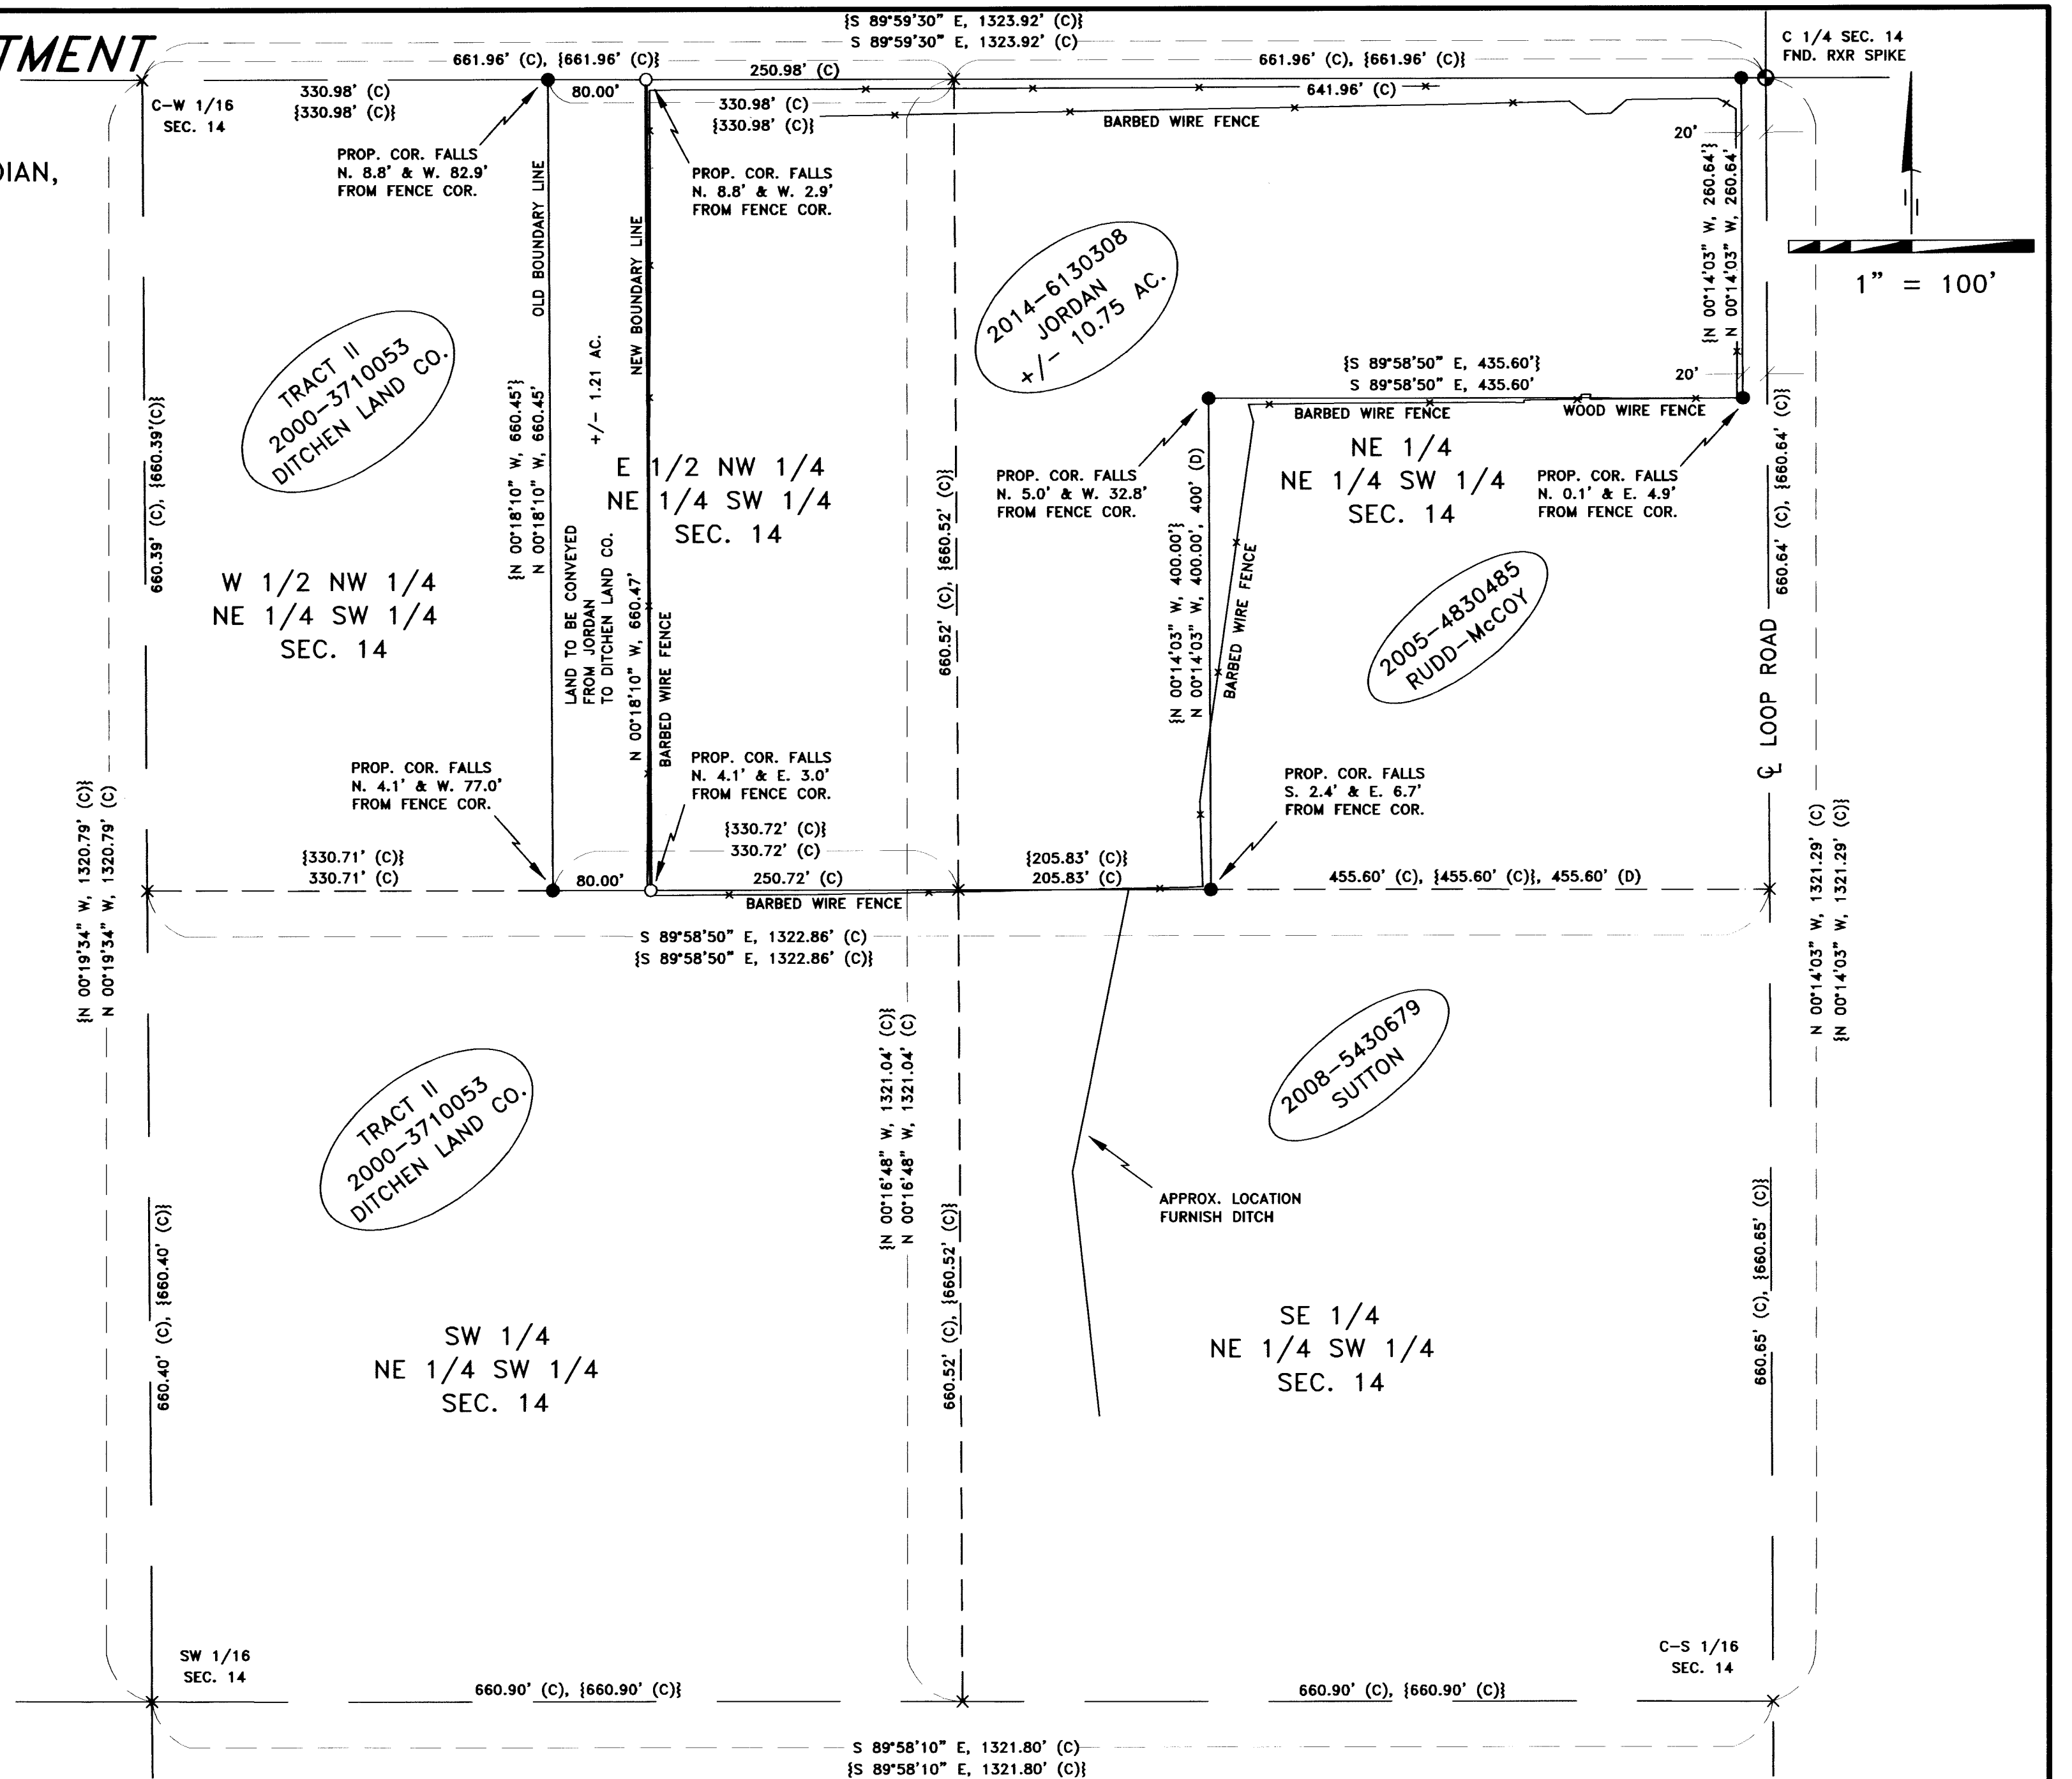 TMENT
DIAN,
{S 89°59'30" E, 1323.92' (C)}
S 89°59'30" E, 1323.92' (C)
661.96' (C), {661.96' (C)}
250.98' (C)
661.96' (C), {661.96' (C)}
C 1/4 SEC. 14
FND. RXR SPIKE
C-W 1/16
SEC. 14
330.98' (C)
{330.98' (C)}
80.00'
330.98' (C)
{330.98' (C)}
641.96' (C)
BARBED WIRE FENCE
20'
PROP. COR. FALLS
N. 8.8' & W. 82.9'
FROM FENCE COR.
PROP. COR. FALLS
N. 8.8' & W. 2.9'
FROM FENCE COR.
OLD BOUNDARY LINE
NEW BOUNDARY LINE
{N 00°14'03" W, 260.64'}
N 00°14'03" W, 260.64'
1" = 100'
TRACT II
2000-3710053
DITCHEN LAND CO.
2014-6130308
JORDAN
+/- 10.75 AC.
+/- 1.21 AC.
{N 00°18'10" W, 660.45'}
N 00°18'10" W, 660.45'
{S 89°58'50" E, 435.60'}
S 89°58'50" E, 435.60'
20'
BARBED WIRE FENCE
WOOD WIRE FENCE
660.39' (C), {660.39'(C)}
E 1/2 NW 1/4
NE 1/4 SW 1/4
SEC. 14
NE 1/4
NE 1/4 SW 1/4
SEC. 14
PROP. COR. FALLS
N. 5.0' & W. 32.8'
FROM FENCE COR.
PROP. COR. FALLS
N. 0.1' & E. 4.9'
FROM FENCE COR.
660.64' (C), {660.64' (C)}
W 1/2 NW 1/4
NE 1/4 SW 1/4
SEC. 14
LAND TO BE CONVEYED
FROM JORDAN
TO DITCHEN LAND CO.
N 00°18'10" W, 660.47'
BARBED WIRE FENCE
660.52' (C), {660.52' (C)}
{N 00°14'03" W, 400.00'}
N 00°14'03" W, 400.00', 400' (D)
BARBED WIRE FENCE
2005-4830485
RUDD-McCOY
℄ LOOP ROAD
PROP. COR. FALLS
N. 4.1' & W. 77.0'
FROM FENCE COR.
PROP. COR. FALLS
N. 4.1' & E. 3.0'
FROM FENCE COR.
PROP. COR. FALLS
S. 2.4' & E. 6.7'
FROM FENCE COR.
{330.71' (C)}
330.71' (C)
80.00'
{330.72' (C)}
330.72' (C)
250.72' (C)
BARBED WIRE FENCE
{205.83' (C)}
205.83' (C)
455.60' (C), {455.60' (C)}, 455.60' (D)
S 89°58'50" E, 1322.86' (C)
{S 89°58'50" E, 1322.86' (C)}
{N 00°19'34" W, 1320.79' (C)}
N 00°19'34" W, 1320.79' (C)
{N 00°16'48" W, 1321.04' (C)}
N 00°16'48" W, 1321.04' (C)
N 00°14'03" W, 1321.29' (C)
{N 00°14'03" W, 1321.29' (C)}
TRACT II
2000-3710053
DITCHEN LAND CO.
2008-5430679
SUTTON
APPROX. LOCATION
FURNISH DITCH
660.40' (C), {660.40' (C)}
660.52' (C), {660.52' (C)}
660.65' (C), {660.65' (C)}
SW 1/4
NE 1/4 SW 1/4
SEC. 14
SE 1/4
NE 1/4 SW 1/4
SEC. 14
SW 1/16
SEC. 14
C-S 1/16
SEC. 14
660.90' (C), {660.90' (C)}
660.90' (C), {660.90' (C)}
S 89°58'10" E, 1321.80' (C)
{S 89°58'10" E, 1321.80' (C)}